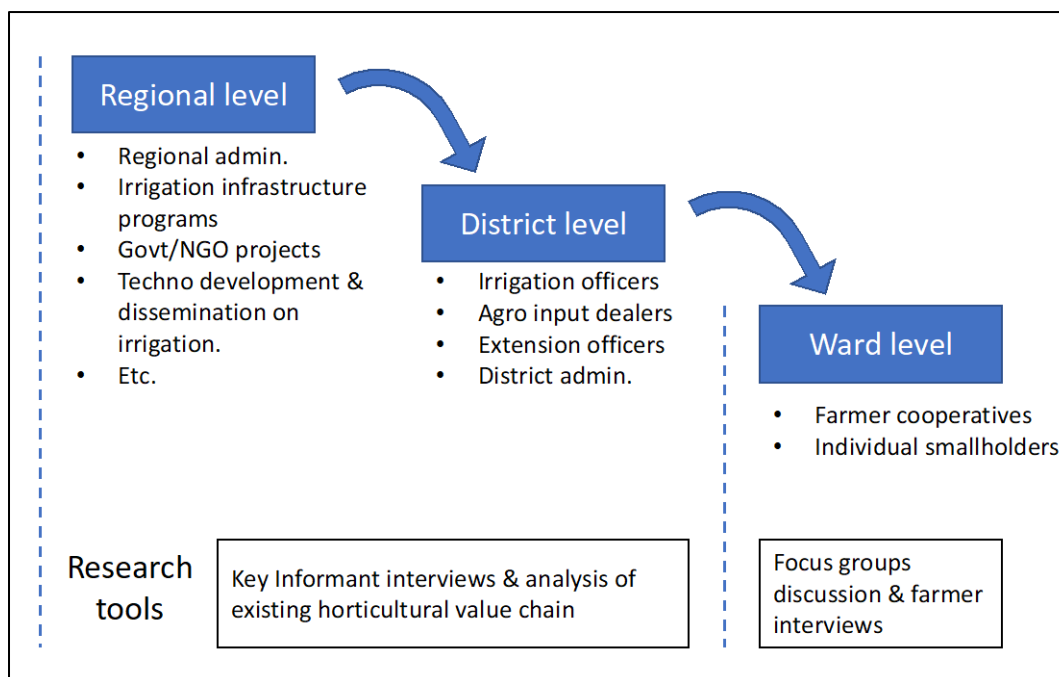 Regional level
• Regional admin.
• Irrigation infrastructure
programs
• Govt/NGO projects
• Techno development &
dissemination on
irrigation.
• Etc.
District level
• Irrigation officers
• Agro input dealers
• Extension officers
• District admin.
Ward level
• Farmer cooperatives
• Individual smallholders
Research
tools
Key Informant interviews & analysis of
existing horticultural value chain
Focus groups
discussion & farmer
interviews